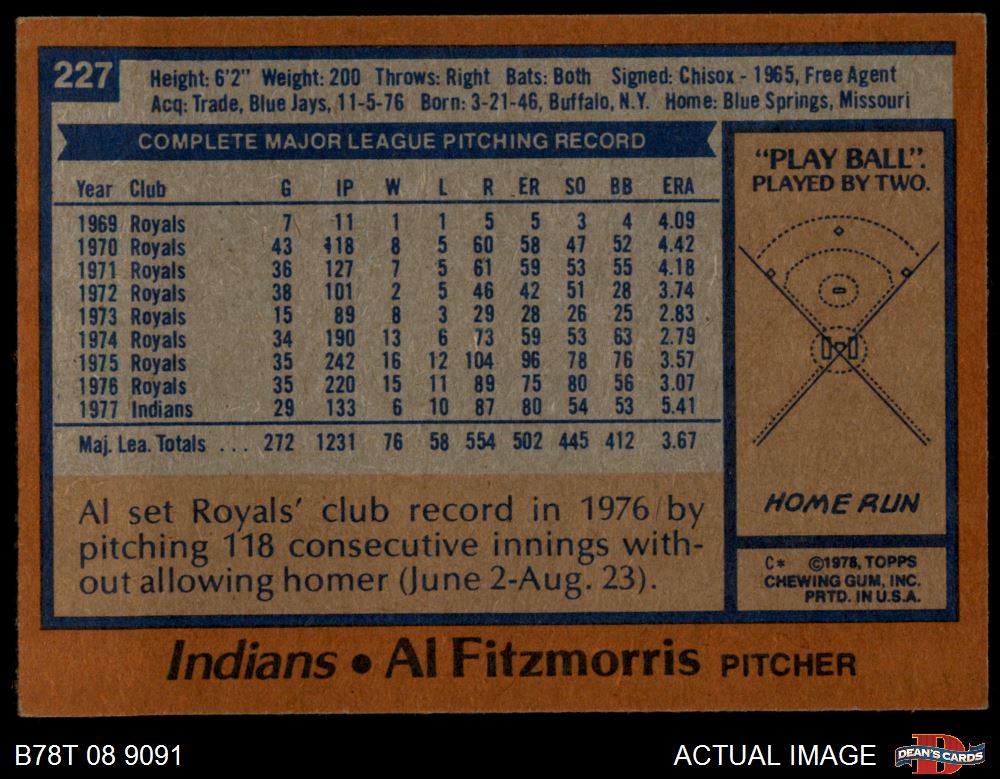 227
Height: 6'2" Weight: 200 Throws: Right Bats: Both Signed: Chisox - 1965, Free Agent
Acq: Trade, Blue Jays, 11-5-76 Born: 3-21-46, Buffalo, N.Y. Home: Blue Springs, Missouri
COMPLETE MAJOR LEAGUE PITCHING RECORD
Year Club G IP W L R ER SO BB ERA
1969 Royals 7 11 1 1 5 5 3 4 4.09
1970 Royals 43 118 8 5 60 58 47 52 4.42
1971 Royals 36 127 7 5 61 59 53 55 4.18
1972 Royals 38 101 2 5 46 42 51 28 3.74
1973 Royals 15 89 8 3 29 28 26 25 2.83
1974 Royals 34 190 13 6 73 59 53 63 2.79
1975 Royals 35 242 16 12 104 96 78 76 3.57
1976 Royals 35 220 15 11 89 75 80 56 3.07
1977 Indians 29 133 6 10 87 80 54 53 5.41
Maj. Lea. Totals . . . 272 1231 76 58 554 502 445 412 3.67
Al set Royals' club record in 1976 by
pitching 118 consecutive innings with-
out allowing homer (June 2-Aug. 23).
"PLAY BALL".
PLAYED BY TWO.
HOME RUN
C* ©1978, TOPPS
CHEWING GUM, INC.
PRTD. IN U.S.A.
Indians • Al Fitzmorris PITCHER
B78T 08 9091
ACTUAL IMAGE
DEAN'S CARDS